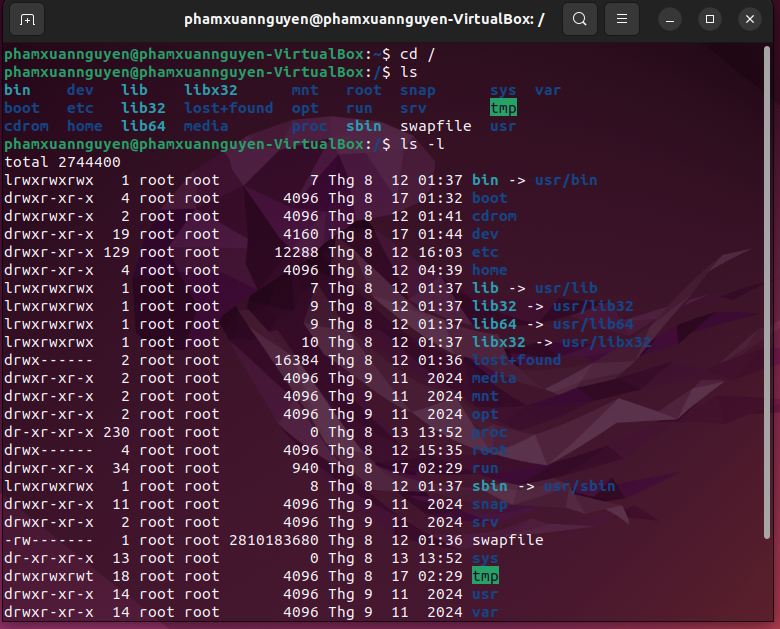 phamxuannguyen@phamxuannguyen-VirtualBox: /
phamxuannguyen@phamxuannguyen-VirtualBox:~$ cd /
phamxuannguyen@phamxuannguyen-VirtualBox:/$ ls
bin dev lib libx32 mnt root snap sys var
boot etc lib32 lost+found opt run srv tmp
cdrom home lib64 media proc sbin swapfile usr
phamxuannguyen@phamxuannguyen-VirtualBox:/$ ls -l
total 2744400
lrwxrwxrwx 1 root root 7 Thg 8 12 01:37 bin -> usr/bin
drwxr-xr-x 4 root root 4096 Thg 8 17 01:32 boot
drwxrwxr-x 2 root root 4096 Thg 8 12 01:41 cdrom
drwxr-xr-x 19 root root 4160 Thg 8 17 01:44 dev
drwxr-xr-x 129 root root 12288 Thg 8 12 16:03 etc
drwxr-xr-x 4 root root 4096 Thg 8 12 04:39 home
lrwxrwxrwx 1 root root 7 Thg 8 12 01:37 lib -> usr/lib
lrwxrwxrwx 1 root root 9 Thg 8 12 01:37 lib32 -> usr/lib32
lrwxrwxrwx 1 root root 9 Thg 8 12 01:37 lib64 -> usr/lib64
lrwxrwxrwx 1 root root 10 Thg 8 12 01:37 libx32 -> usr/libx32
drwx------ 2 root root 16384 Thg 8 12 01:36 lost+found
drwxr-xr-x 2 root root 4096 Thg 9 11 2024 media
drwxr-xr-x 2 root root 4096 Thg 9 11 2024 mnt
drwxr-xr-x 2 root root 4096 Thg 9 11 2024 opt
dr-xr-xr-x 230 root root 0 Thg 8 13 13:52 proc
drwx------ 4 root root 4096 Thg 8 12 15:35 root
drwxr-xr-x 34 root root 940 Thg 8 17 02:29 run
lrwxrwxrwx 1 root root 8 Thg 8 12 01:37 sbin -> usr/sbin
drwxr-xr-x 11 root root 4096 Thg 9 11 2024 snap
drwxr-xr-x 2 root root 4096 Thg 9 11 2024 srv
-rw------- 1 root root 2810183680 Thg 8 12 01:36 swapfile
dr-xr-xr-x 13 root root 0 Thg 8 13 13:52 sys
drwxrwxrwt 18 root root 4096 Thg 8 17 02:29 tmp
drwxr-xr-x 14 root root 4096 Thg 9 11 2024 usr
drwxr-xr-x 14 root root 4096 Thg 9 11 2024 var